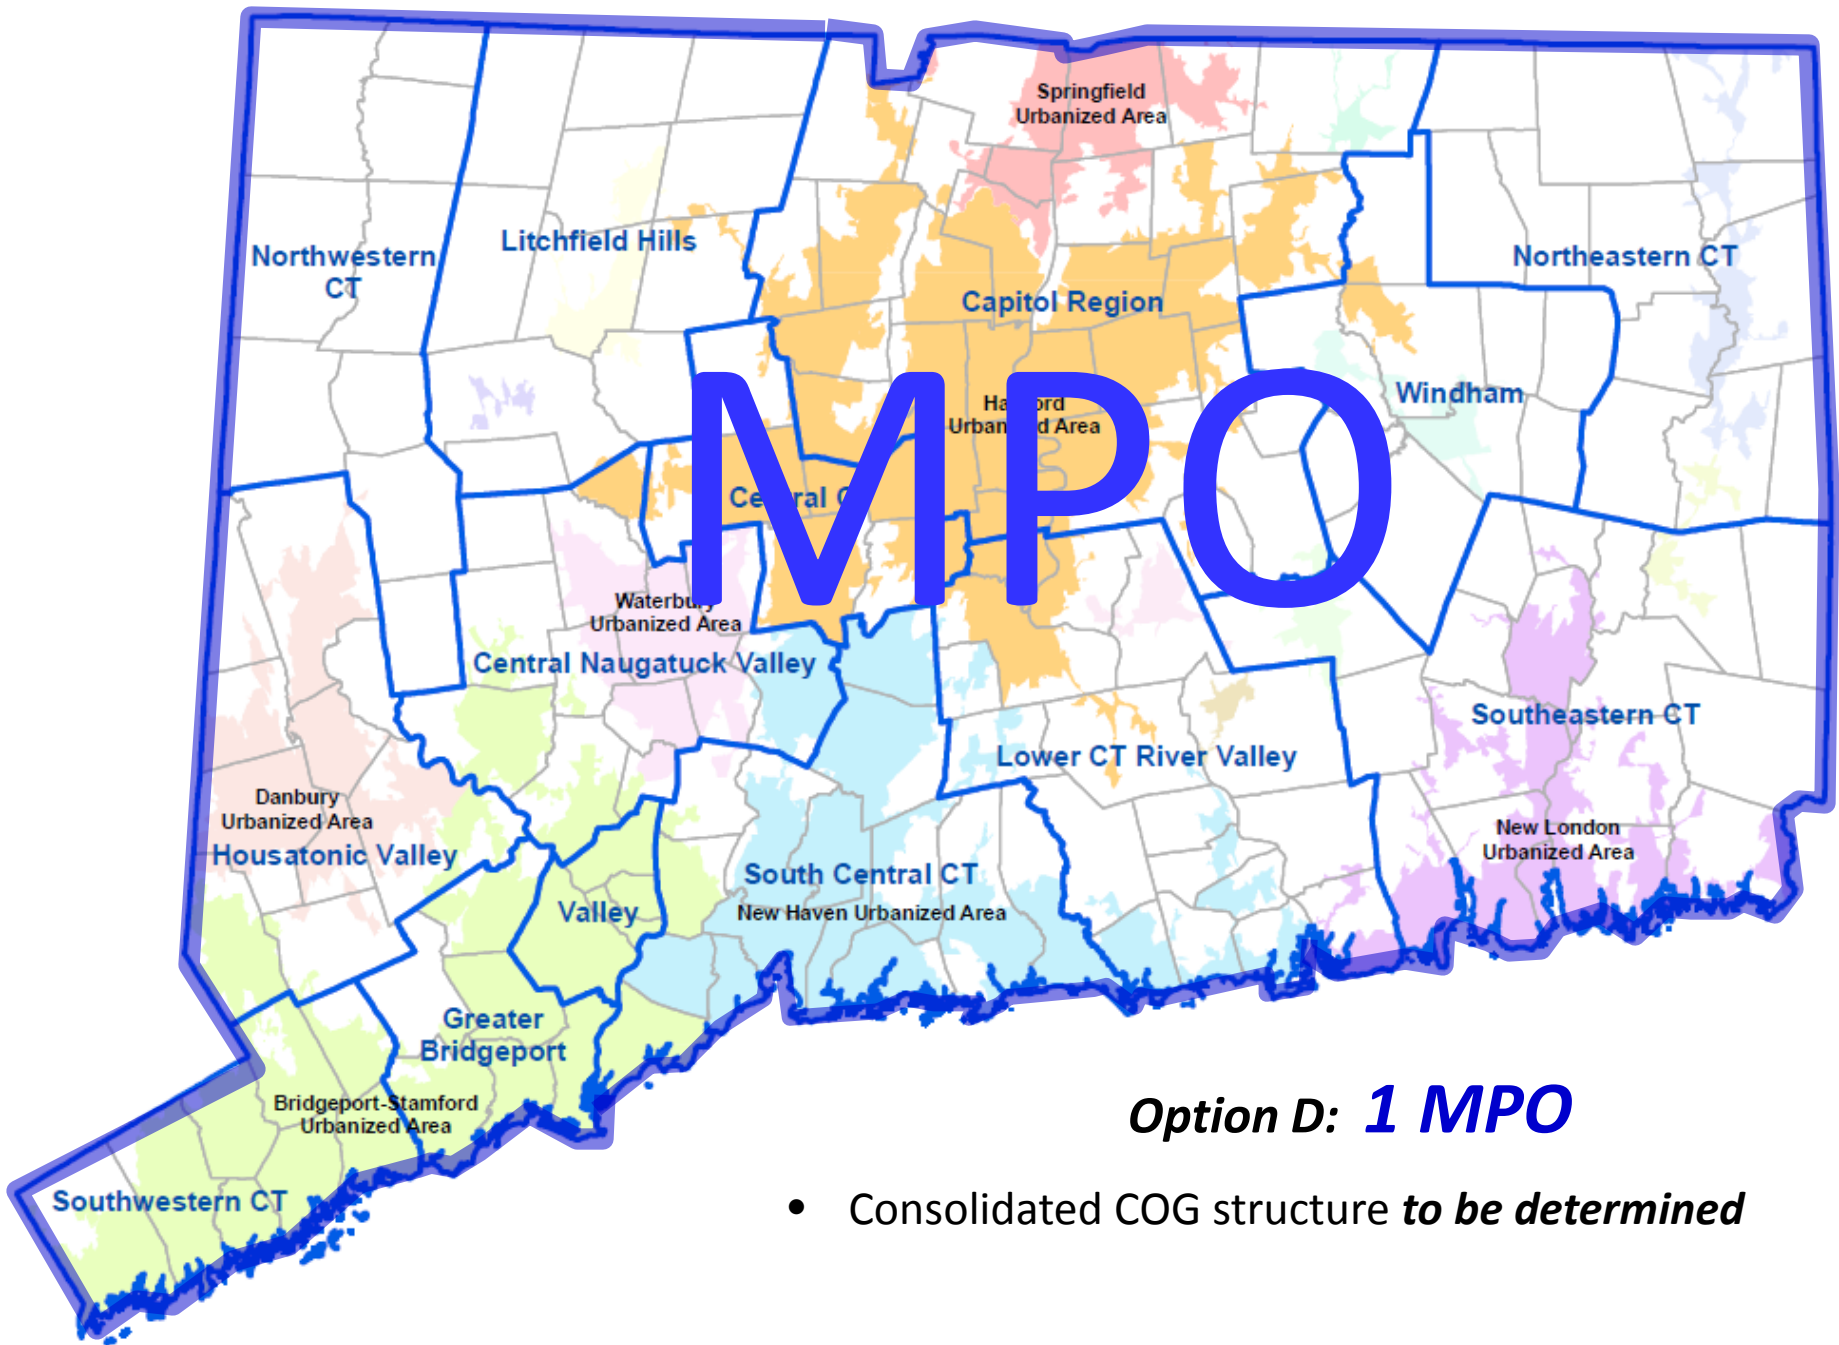 Springfield
Urbanized Area
Litchfield Hills
Northwestern
CT
Northeastern CT
Capitol Region
Windham
Urban
Area
MPO
Central
Waterbury
Urbanized Area
Central Naugatuck Valley
Southeastern CT
Lower CT River Valley
Danbury
Urbanized Area
Housatonic Valley
New London
Urbanized Area
South Central CT
New Haven Urbanized Area
Valley
Greater
Bridgeport
Bridgeport-Stamford
Urbanized Area
Southwestern CT
Option D: 1 MPO
• Consolidated COG structure to be determined